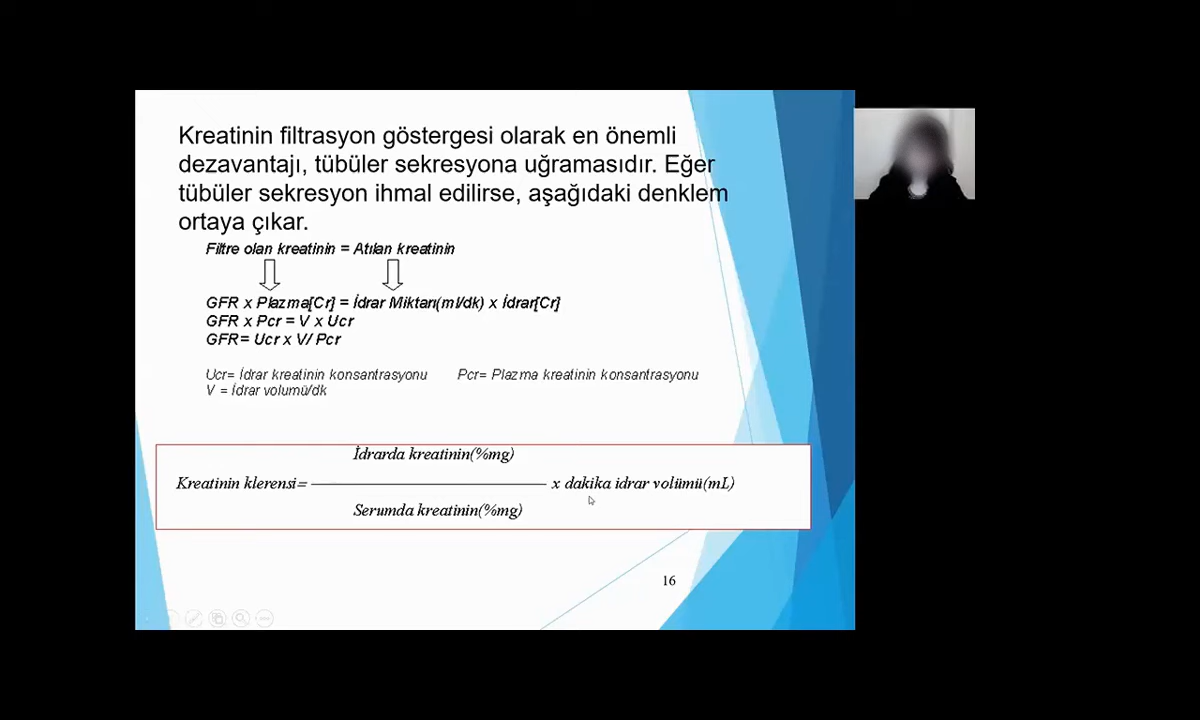 Kreatinin filtrasyon göstergesi olarak en önemli
dezavantajı, tübüler sekresyona uğramasıdır. Eğer
tübüler sekresyon ihmal edilirse, aşağıdaki denklem
ortaya çıkar.
Filtre olan kreatinin = Atılan kreatinin
GFR x Plazma[Cr] = İdrar Miktarı(ml/dk) x İdrar[Cr]
GFR x Pcr = V x Ucr
GFR= Ucr x V/ Pcr
Ucr= İdrar kreatinin konsantrasyonu Pcr= Plazma kreatinin konsantrasyonu
V = İdrar volumü/dk
İdrarda kreatinin(%mg)
Kreatinin klerensi= x dakika idrar volümü(mL)
Serumda kreatinin(%mg)
16